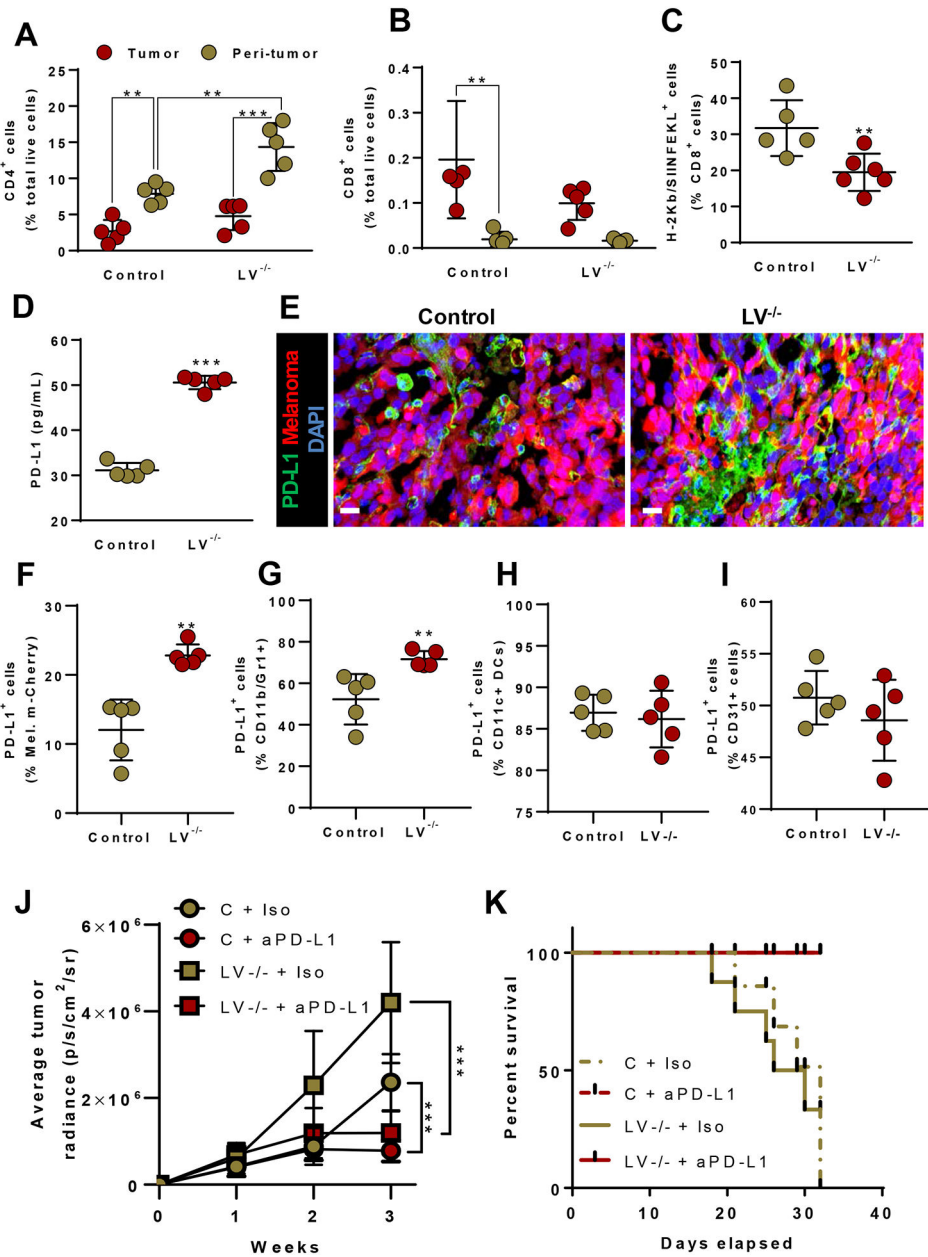 A
Tumor Peri-tumor
CD4+ cells
(% total live cells)
25
20
15
10
5
0
** ** ***
Control LV-/-
B
CD8+ cells
(% total live cells)
0.4
0.3
0.2
0.1
0.0
**
Control LV-/-
C
H-2Kb/SIINFEKL+ cells
(% CD8+ cells)
50
40
30
20
10
0
**
Control LV-/-
D
PD-L1 (pg/mL)
60
50
40
30
20
***
Control LV-/-
E
Control LV-/-
PD-L1 Melanoma
DAPI
F
PD-L1+ cells
(% Mel. m-Cherry)
30
20
10
0
**
Control LV-/-
G
PD-L1+ cells
(% CD11b/Gr1+)
100
80
60
40
20
0
**
Control LV-/-
H
PD-L1+ cells
(% CD11c+ DCs)
100
95
90
85
80
75
Control LV-/-
I
PD-L1+ cells
(% CD31+ cells)
60
55
50
45
40
Control LV-/-
J
C + Iso
C + aPD-L1
LV-/- + Iso
LV-/- + aPD-L1
Average tumor
radiance (p/s/cm2/sr)
6×10 6
4×10 6
2×10 6
0
***
***
0 1 2 3
Weeks
K
Percent survival
100
50
0
C + Iso
C + aPD-L1
LV-/- + Iso
LV-/- + aPD-L1
0 10 20 30 40
Days elapsed